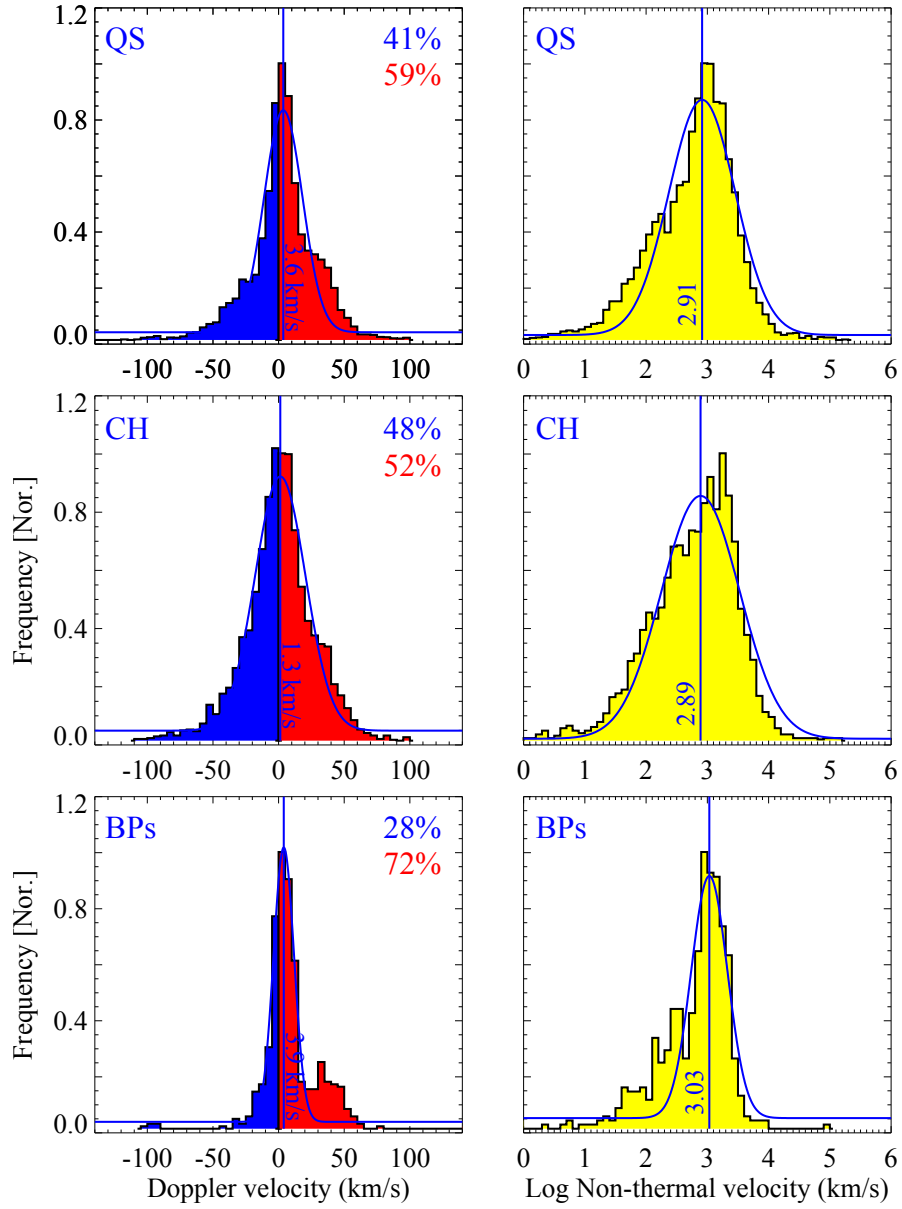 1.2
QS
41%
59%
0.8
0.4
0.0
3.6 km/s
-100 -50 0 50 100
QS
2.91
0 1 2 3 4 5 6
1.2
CH
48%
52%
0.8
0.4
0.0
Frequency [Nor.]
1.3 km/s
-100 -50 0 50 100
CH
2.89
0 1 2 3 4 5 6
1.2
BPs
28%
72%
0.8
0.4
0.0
Frequency [Nor.]
3.9 km/s
-100 -50 0 50 100
Doppler velocity (km/s)
BPs
3.03
0 1 2 3 4 5 6
Log Non-thermal velocity (km/s)